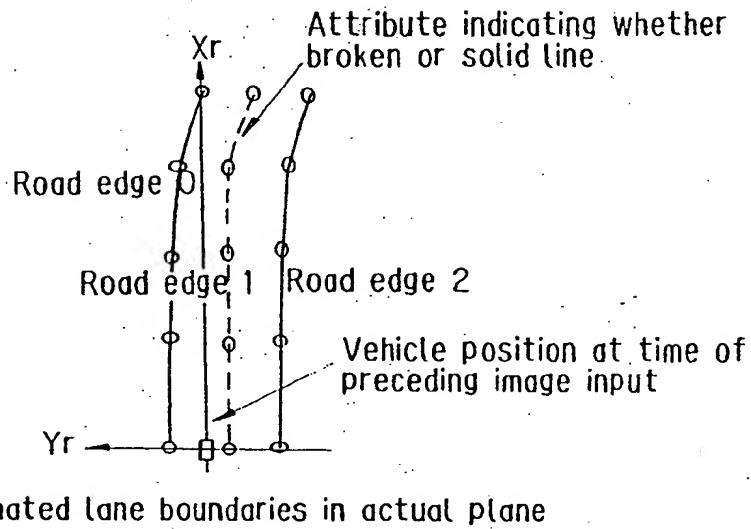 Attribute indicating whether
broken or solid line
Xr
Road edge 0
Road edge 1
Road edge 2
Vehicle position at time of
preceding image input
Yr
lane boundaries in actual plane